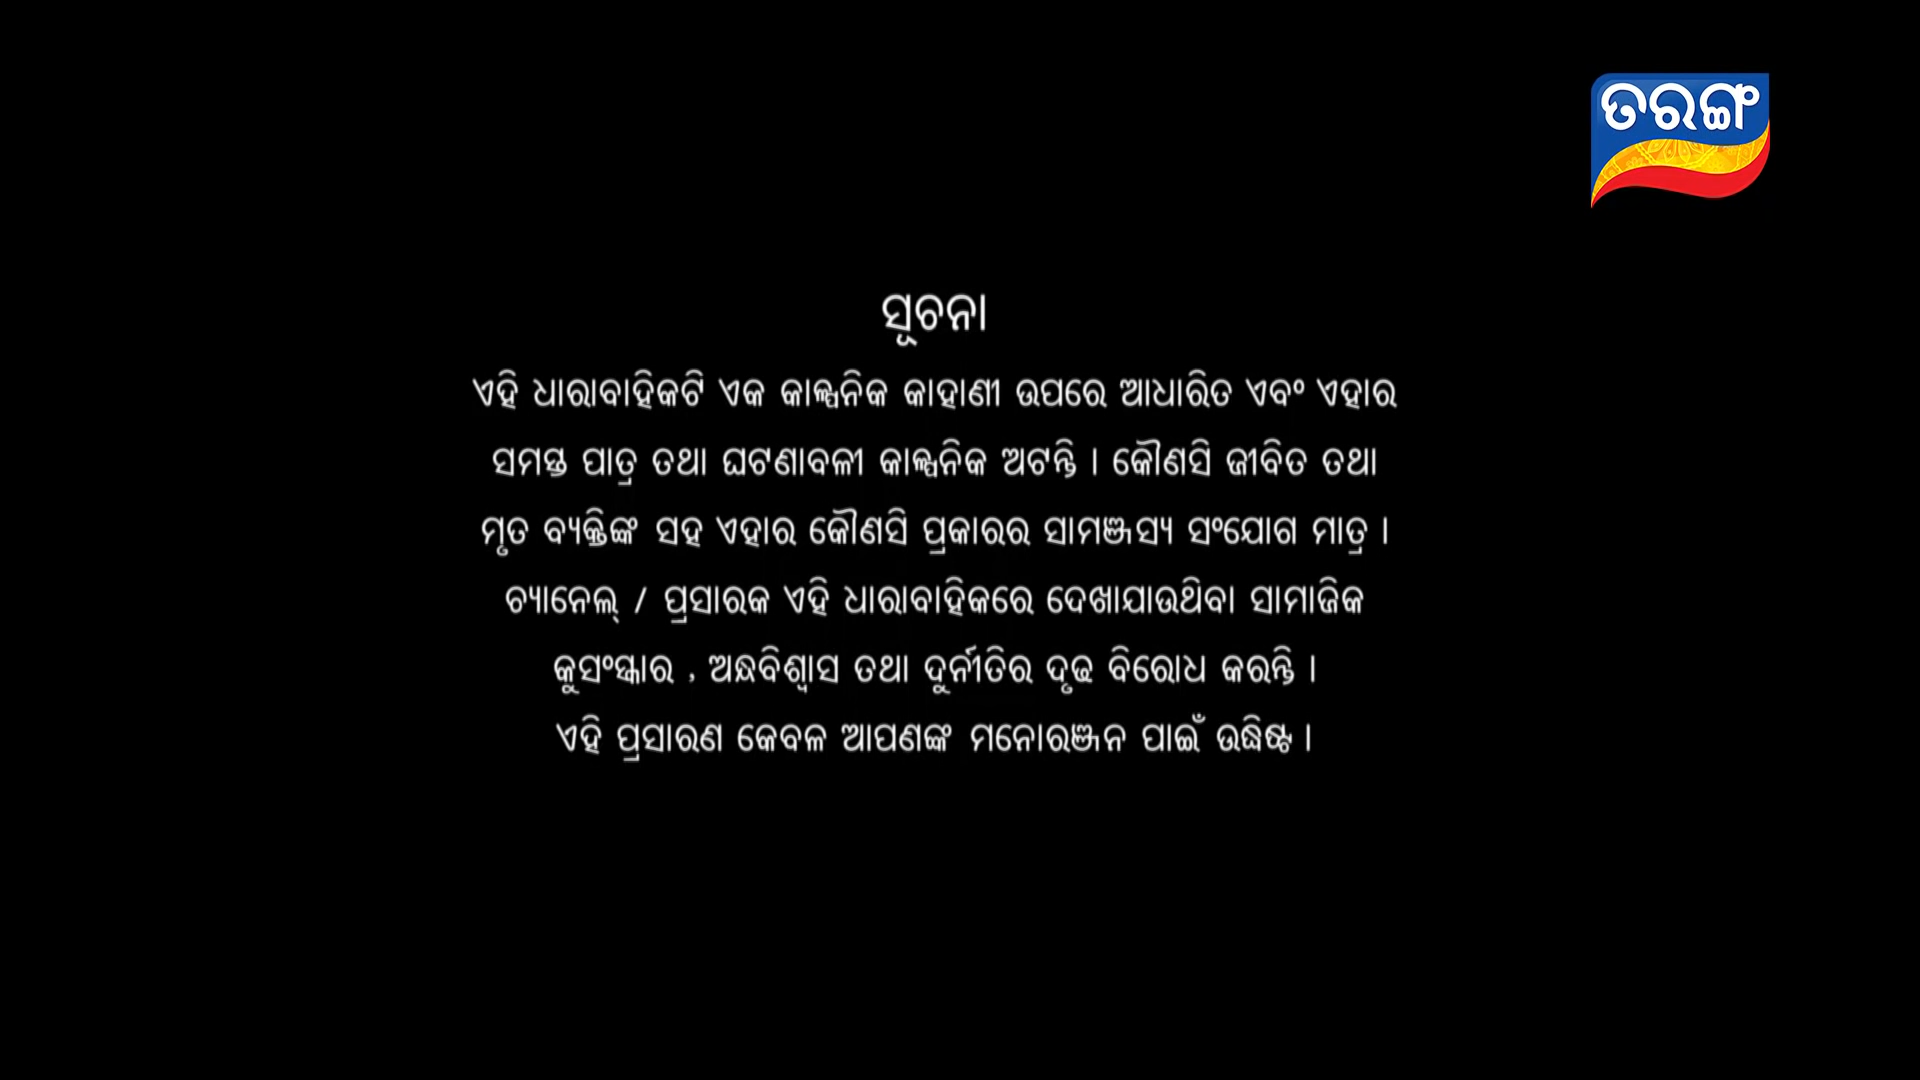 ତରଙ୍ଗ
ସୂଚନା
ଏହି ଧାରାବାହିକଟି ଏକ କାଳ୍ପନିକ କାହାଣୀ ଉପରେ ଆଧାରିତ ଏବଂ ଏହାର
ସମସ୍ତ ପାତ୍ର ତଥା ଘଟଣାବଳୀ କାଳ୍ପନିକ ଅଟନ୍ତି । କୌଣସି ଜୀବିତ ତଥା
ମୃତ ବ୍ୟକ୍ତିଙ୍କ ସହ ଏହାର କୌଣସି ପ୍ରକାରର ସାମଞ୍ଜସ୍ୟ ସଂଯୋଗ ମାତ୍ର ।
ଚ୍ୟାନେଲ୍ / ପ୍ରସାରକ ଏହି ଧାରାବାହିକରେ ଦେଖାଯାଉଥିବା ସାମାଜିକ
କୁସଂସ୍କାର , ଅନ୍ଧବିଶ୍ୱାସ ତଥା ଦୁର୍ନୀତିର ଦୃଢ ବିରୋଧ କରନ୍ତି ।
ଏହି ପ୍ରସାରଣ କେବଳ ଆପଣଙ୍କ ମନୋରଞ୍ଜନ ପାଇଁ ଉଦ୍ଧିଷ୍ଟ ।